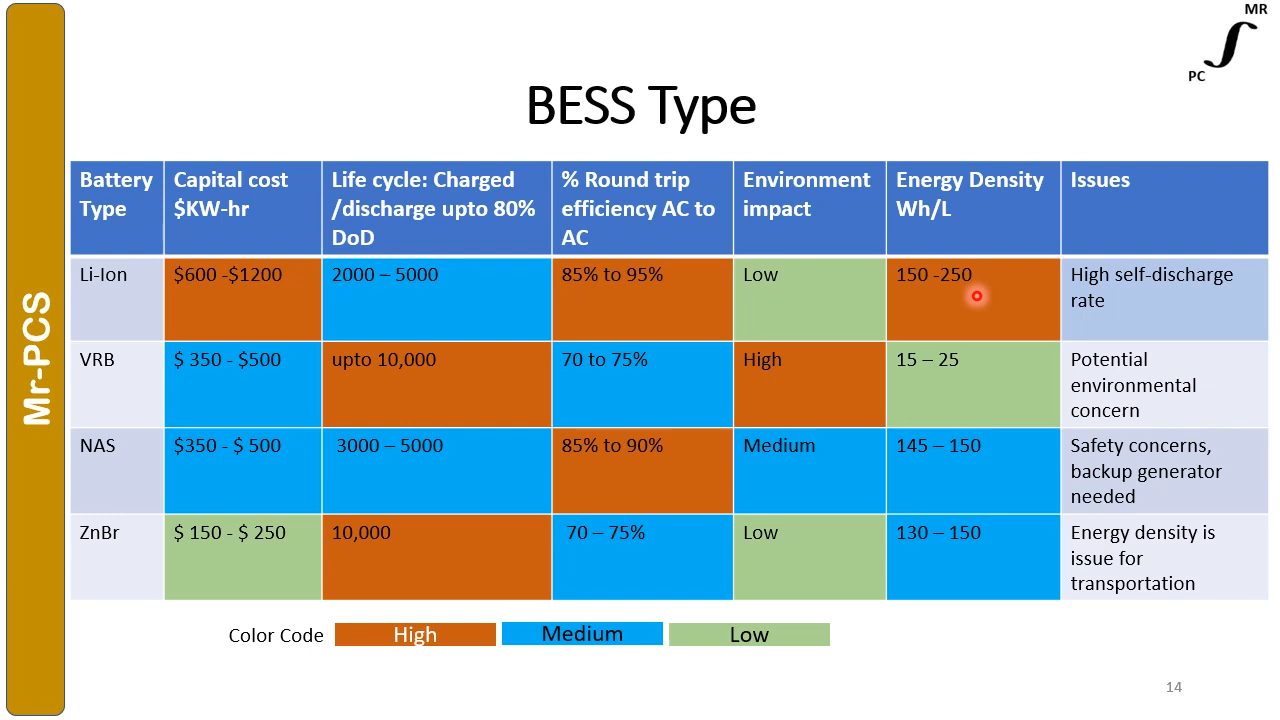 MR
PC
Mr-PCS
BESS Type
Battery Type
Capital cost $KW-hr
Life cycle: Charged /discharge upto 80% DoD
% Round trip efficiency AC to AC
Environment impact
Energy Density Wh/L
Issues
Li-Ion
$600 -$1200
2000 – 5000
85% to 95%
Low
150 -250
High self-discharge rate
VRB
$ 350 - $500
upto 10,000
70 to 75%
High
15 – 25
Potential environmental concern
NAS
$350 - $ 500
3000 – 5000
85% to 90%
Medium
145 – 150
Safety concerns, backup generator needed
ZnBr
$ 150 - $ 250
10,000
70 – 75%
Low
130 – 150
Energy density is issue for transportation
Color Code
High
Medium
Low
14